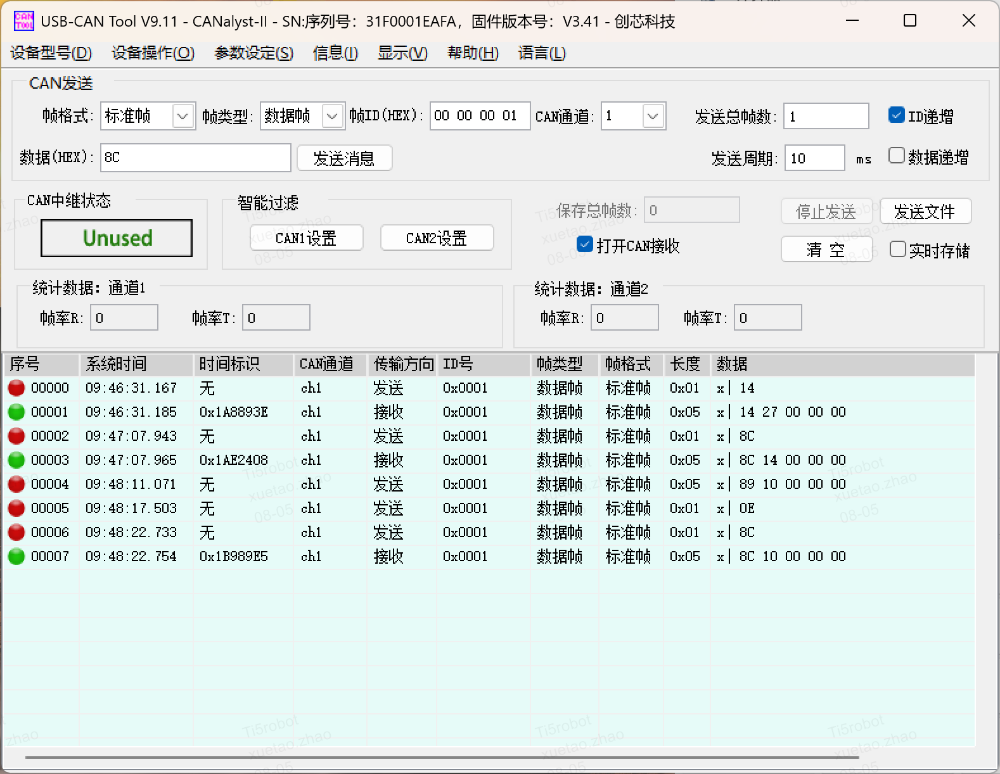 USB-CAN Tool V9.11 - CANalyst-II - SN:序列号：31F0001EAFA，固件版本号：V3.41 - 创芯科技
设备型号(D) 设备操作(O) 参数设定(S) 信息(I) 显示(V) 帮助(H) 语言(L)
CAN发送
帧格式: 标准帧 帧类型: 数据帧 帧ID(HEX): 00 00 00 01 CAN通道: 1 发送总帧数: 1 ID递增
数据(HEX): 8C 发送消息 发送周期: 10 ms 数据递增
CAN中继状态 智能过滤
Unused CAN1设置 CAN2设置
保存总帧数: 0 停止发送 发送文件
打开CAN接收 清 空 实时存储
统计数据：通道1 统计数据：通道2
帧率R: 0 帧率T: 0 帧率R: 0 帧率T: 0
序号 系统时间 时间标识 CAN通道 传输方向 ID号 帧类型 帧格式 长度 数据
00000 09:46:31.167 无 ch1 发送 0x0001 数据帧 标准帧 0x01 x| 14
00001 09:46:31.185 0x1A8893E ch1 接收 0x0001 数据帧 标准帧 0x05 x| 14 27 00 00 00
00002 09:47:07.943 无 ch1 发送 0x0001 数据帧 标准帧 0x01 x| 8C
00003 09:47:07.965 0x1AE2408 ch1 接收 0x0001 数据帧 标准帧 0x05 x| 8C 14 00 00 00
00004 09:48:11.071 无 ch1 发送 0x0001 数据帧 标准帧 0x05 x| 89 10 00 00 00
00005 09:48:17.503 无 ch1 发送 0x0001 数据帧 标准帧 0x01 x| 0E
00006 09:48:22.733 无 ch1 发送 0x0001 数据帧 标准帧 0x01 x| 8C
00007 09:48:22.754 0x1B989E5 ch1 接收 0x0001 数据帧 标准帧 0x05 x| 8C 10 00 00 00
Ti5robot
xuetao.zhao
08-05